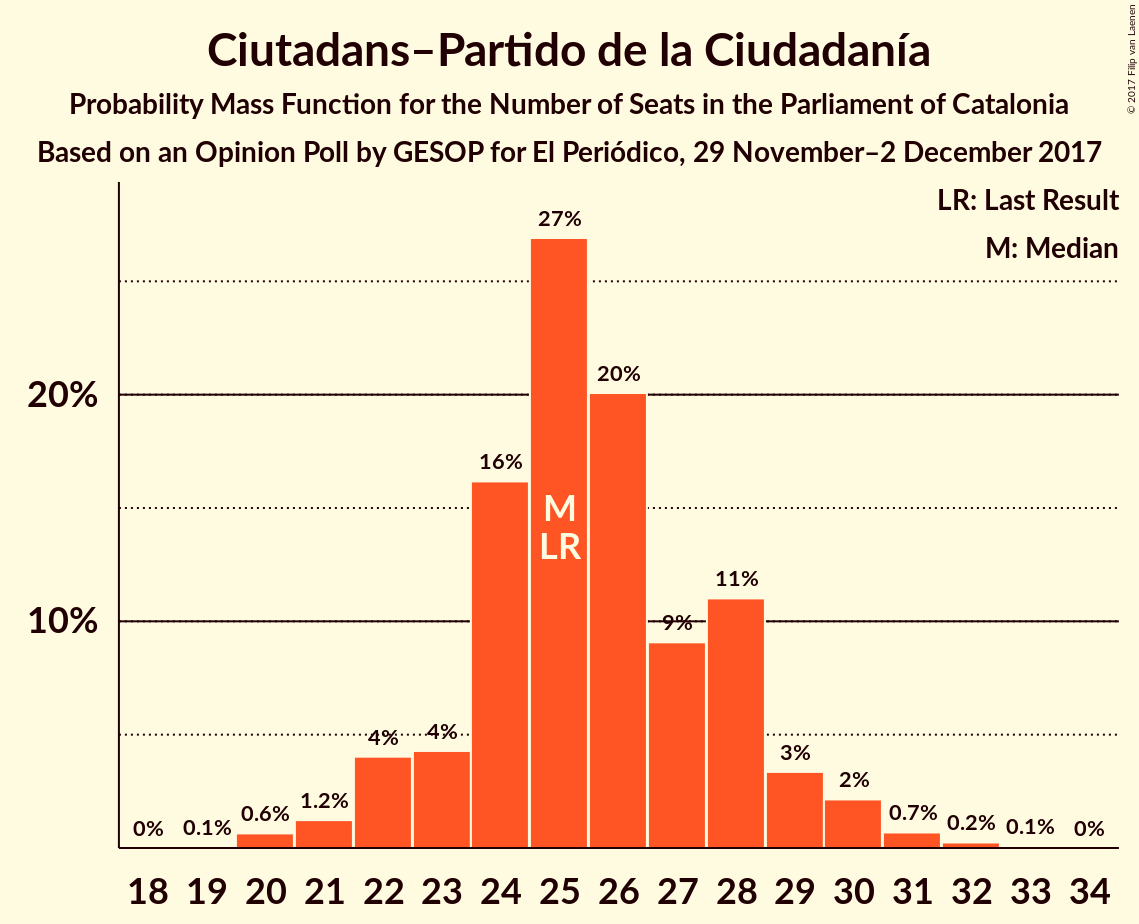 Ciutadans–Partido de la Ciudadanía
Probability Mass Function for the Number of Seats in the Parliament of Catalonia
Based on an Opinion Poll by GESOP for El Periódico, 29 November–2 December 2017
© 2017 Filip van Laenen
LR: Last Result
M: Median
20%
10%
0%
0.1%
0.6%
1.2%
4%
4%
16%
27%
20%
9%
11%
3%
2%
0.7%
0.2%
0.1%
0%
M
LR
18 19 20 21 22 23 24 25 26 27 28 29 30 31 32 33 34